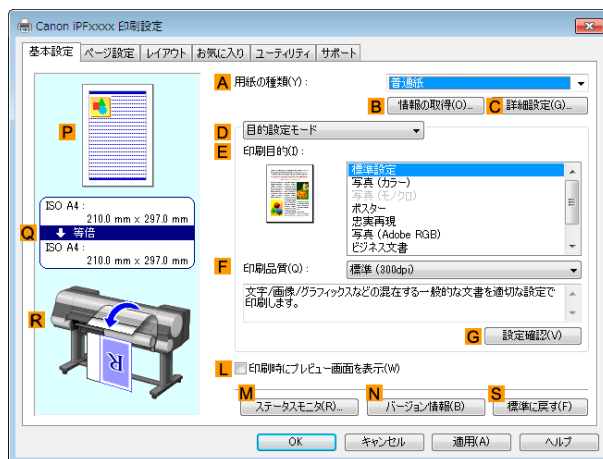 Canon iPFxxxx 印刷設定
基本設定 ページ設定 レイアウト お気に入り ユーティリティ サポート
A 用紙の種類(Y): 普通紙
B 情報の取得(O)... C 詳細設定(G)...
P
D 目的設定モード
E 印刷目的(I):
標準設定
写真 (カラー)
写真 (モノクロ)
ポスター
忠実再現
写真 (Adobe RGB)
ビジネス文書
Q
ISO A4 :
210.0 mm x 297.0 mm
等倍
ISO A4 :
210.0 mm x 297.0 mm
F 印刷品質(Q): 標準 (300dpi)
文字/画像/グラフィックスなどの混在する一般的な文書を適切な設定で
印刷します。
R
R
G 設定確認(V)
L 印刷時にプレビュー画面を表示(W)
M N S
ステータスモニタ(R)... バージョン情報(B) 標準に戻す(F)
OK キャンセル 適用(A) ヘルプ